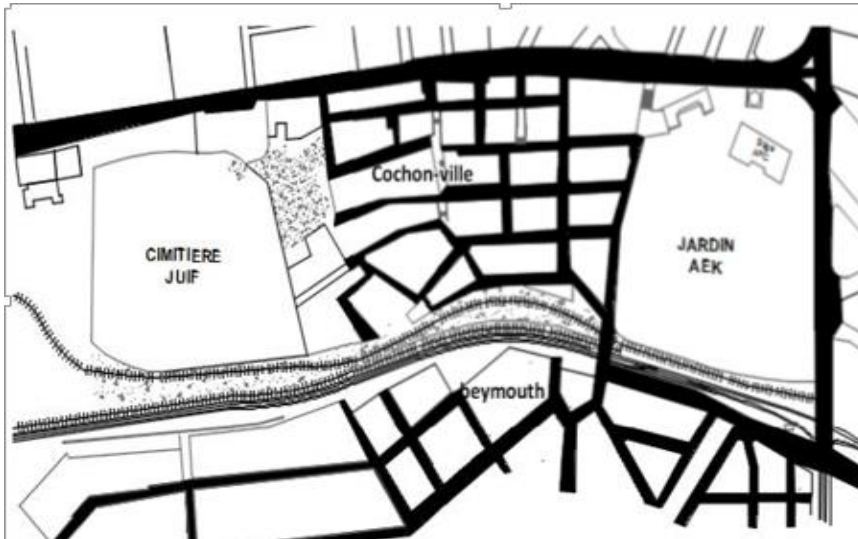 Cochon-ville
CIMITIERE
JUIF
JARDIN
AEK
beymouth